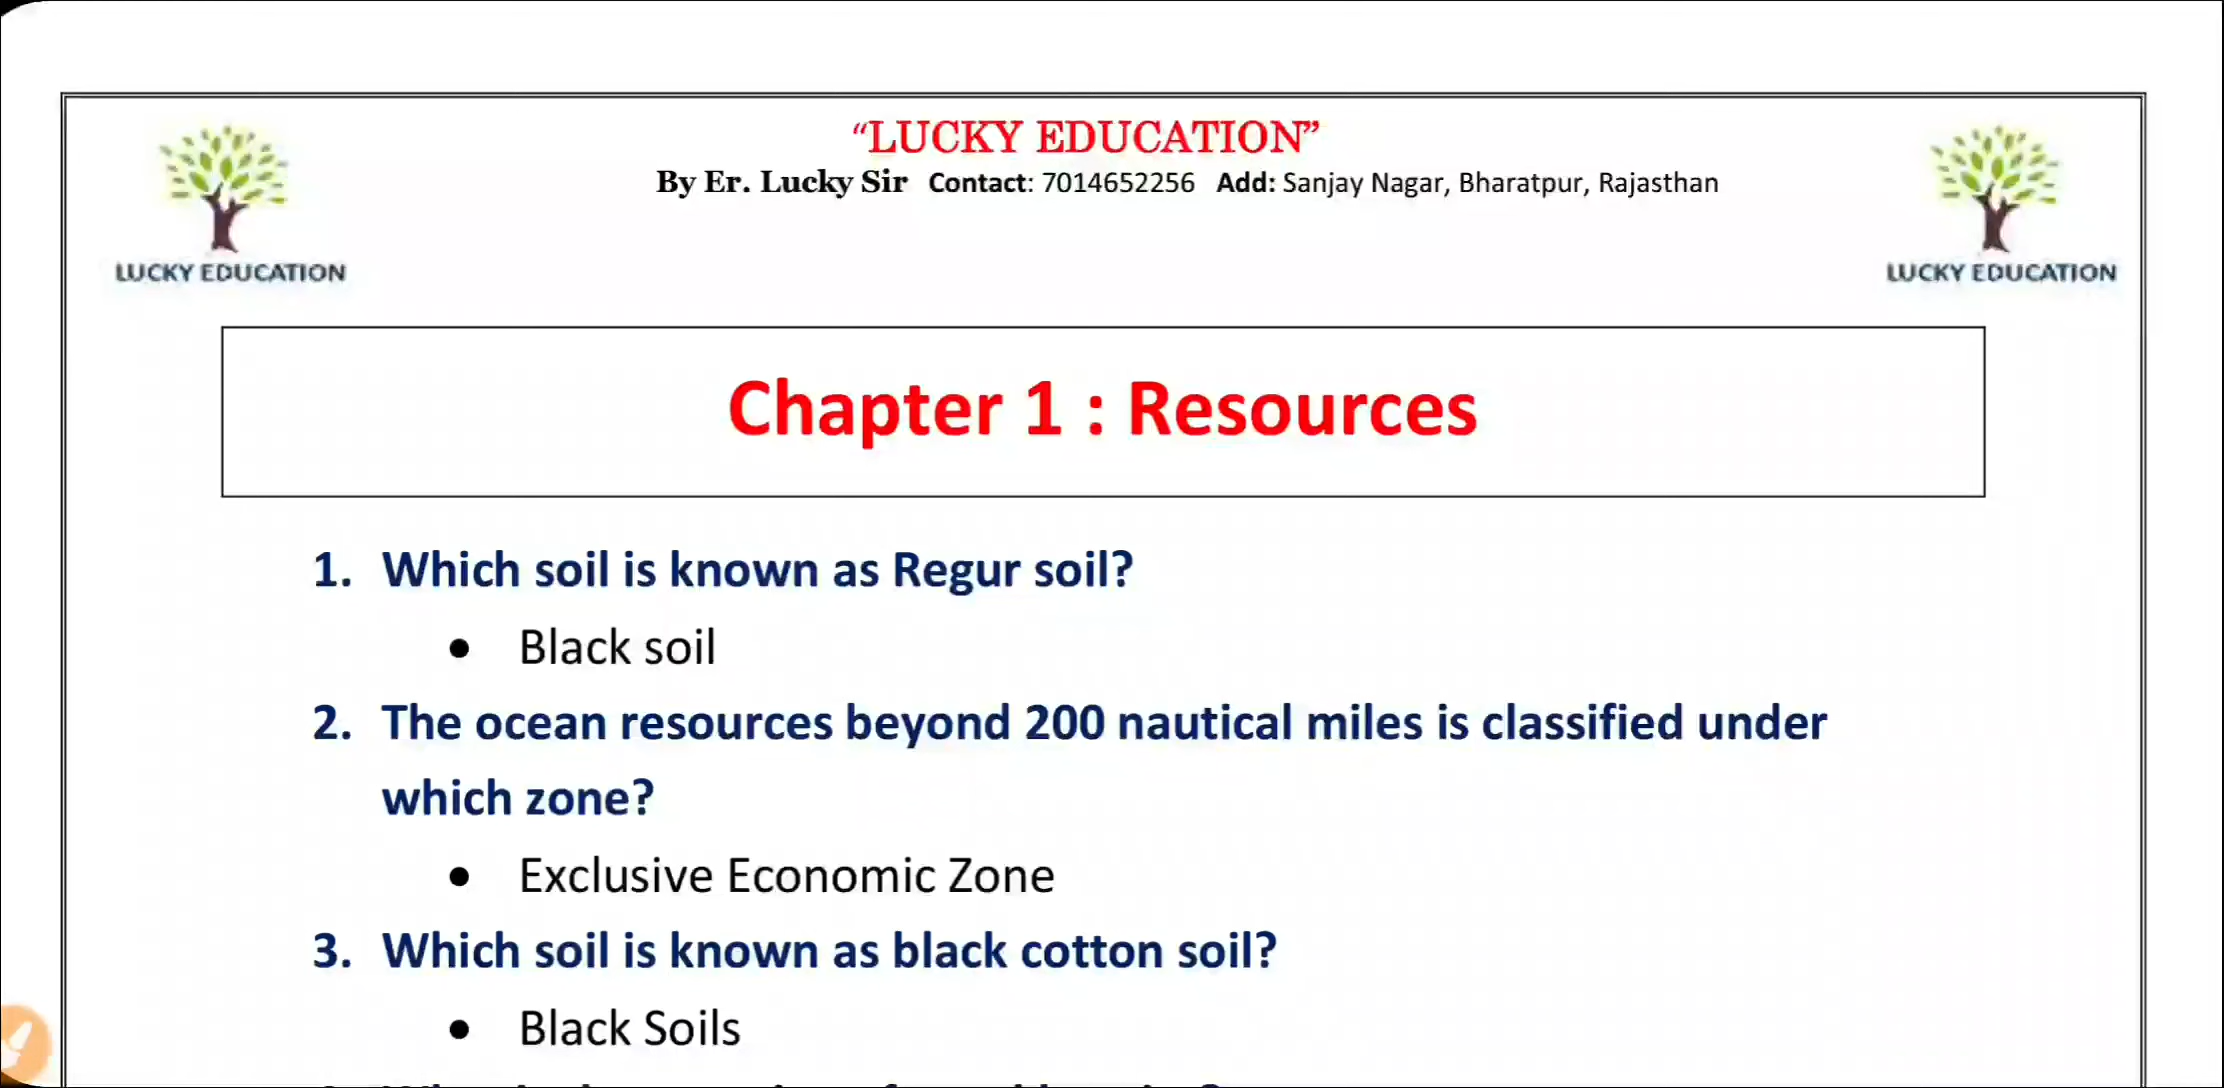 “LUCKY EDUCATION”
By Er. Lucky Sir Contact: 7014652256 Add: Sanjay Nagar, Bharatpur, Rajasthan
LUCKY EDUCATION
LUCKY EDUCATION
Chapter 1 : Resources
1. Which soil is known as Regur soil?
• Black soil
2. The ocean resources beyond 200 nautical miles is classified under
which zone?
• Exclusive Economic Zone
3. Which soil is known as black cotton soil?
• Black Soils